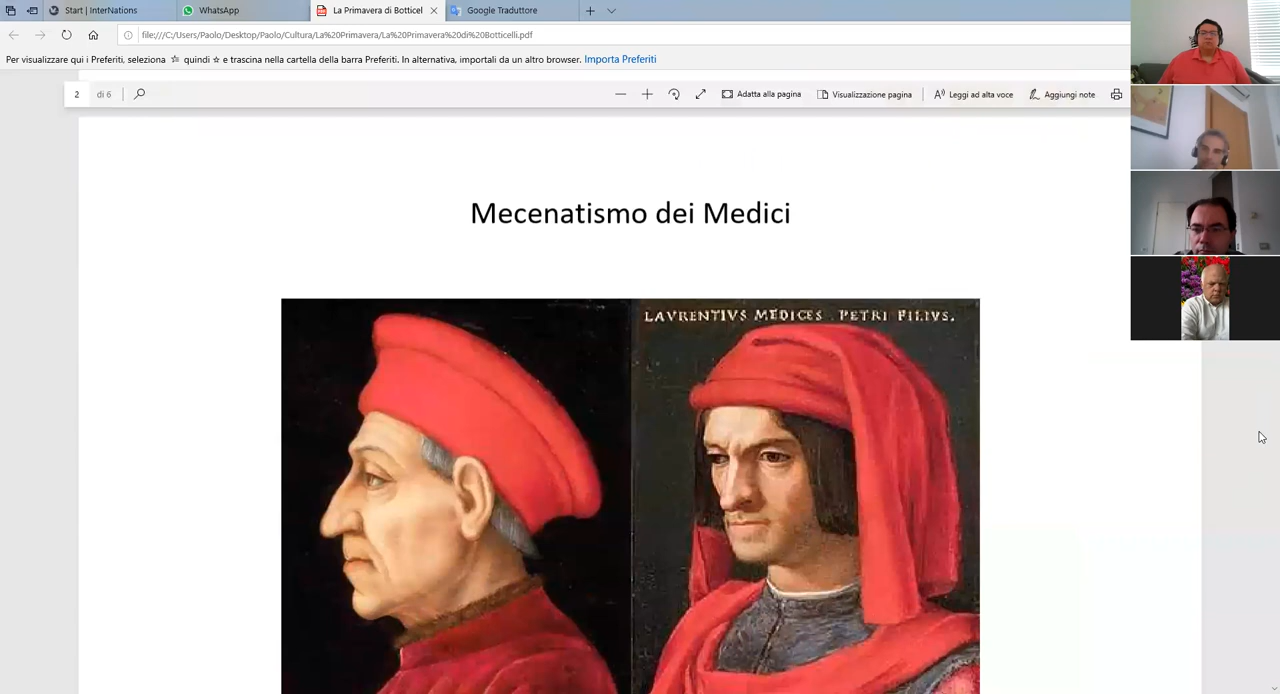 Start | InterNations
WhatsApp
La Primavera di Botticel
Google Traduttore
file:///C:/Users/Paolo/Desktop/Paolo/Cultura/La%20Primavera/La%20Primavera%20di%20Botticelli.pdf
Per visualizzare qui i Preferiti, seleziona quindi e trascina nella cartella della barra Preferiti. In alternativa, importali da un altro browser. Importa Preferiti
2 di 6 Adatta alla pagina Visualizzazione pagina Leggi ad alta voce Aggiungi note
Mecenatismo dei Medici
LAVRENTIVS MEDICES PETRI FILIVS.